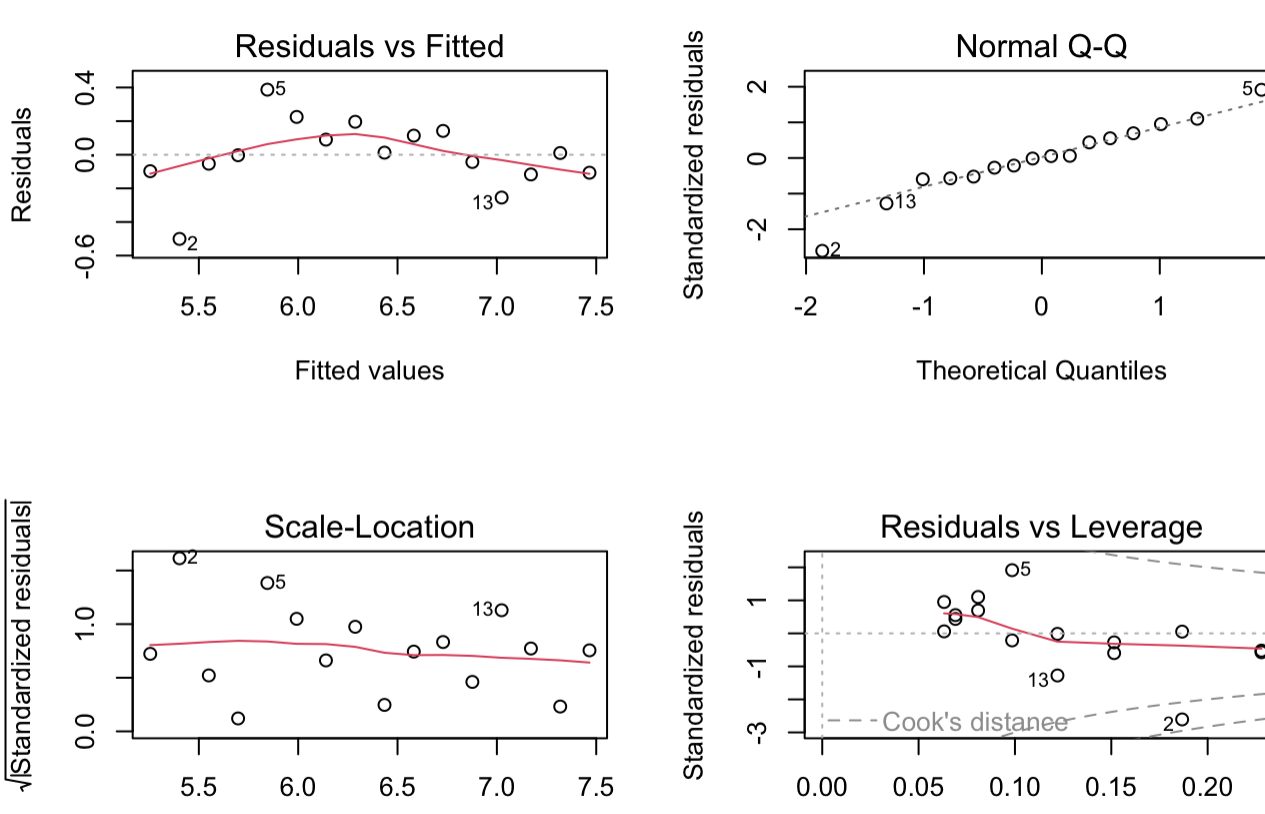 Residuals vs Fitted
Residuals
0.4
0.0
-0.6
5
13
2
5.5 6.0 6.5 7.0 7.5
Fitted values
Normal Q-Q
Standardized residuals
2
0
-2
5
13
2
-2 -1 0 1
Theoretical Quantiles
Scale-Location
√|Standardized residuals|
1.0
0.0
2
5
13
5.5 6.0 6.5 7.0 7.5
Residuals vs Leverage
Standardized residuals
1
-1
-3
5
13
Cook's distance
2
0.00 0.05 0.10 0.15 0.20